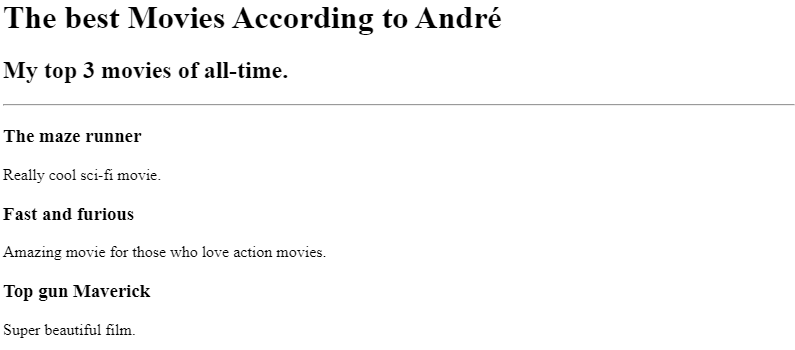 The best Movies According to André
My top 3 movies of all-time.
The maze runner
Really cool sci-fi movie.
Fast and furious
Amazing movie for those who love action movies.
Top gun Maverick
Super beautiful film.